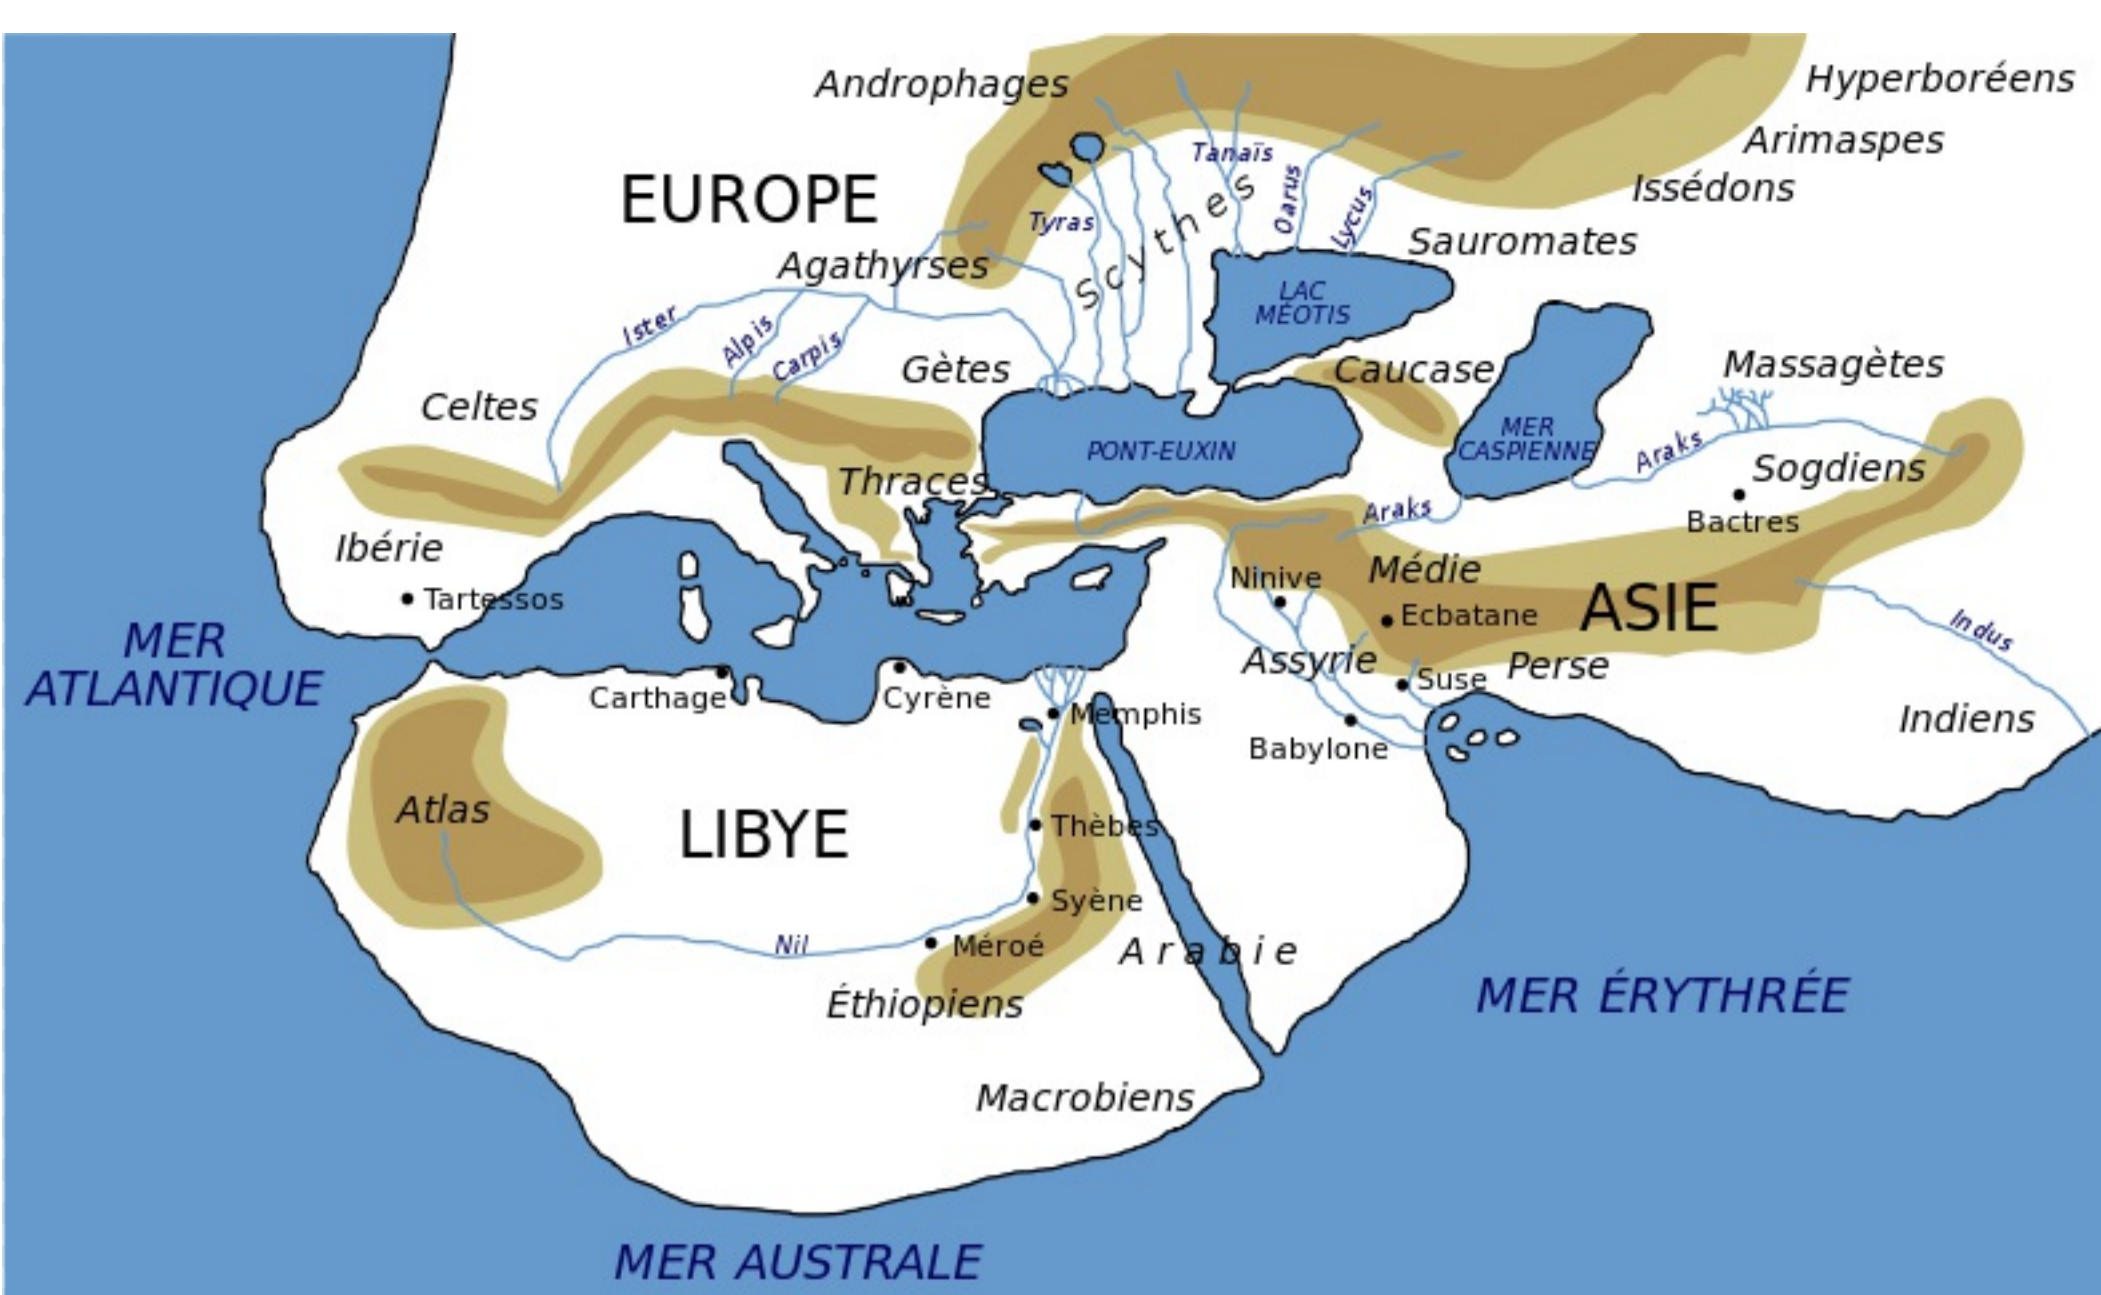 Androphages
Hyperboréens
Arimaspes
Issédons
Tanaïs
EUROPE
Tyras
Scythes
Oarus
Lycus
Sauromates
Agathyrses
LAC
MÉOTIS
Ister
Alpis
Carpis
Gètes
Caucase
Massagètes
Celtes
PONT-EUXIN
MER
CASPIENNE
Araks
Sogdiens
Thraces
Araks
Bactres
Ibérie
Tartessos
Ninive
Médie
Ecbatane
ASIE
Indus
MER
ATLANTIQUE
Assyrie
Perse
Suse
Carthage
Cyrène
Memphis
Babylone
Indiens
Atlas
LIBYE
Thèbes
Syène
Nil
Méroé
Arabie
Éthiopiens
MER ÉRYTHRÉE
Macrobiens
MER AUSTRALE